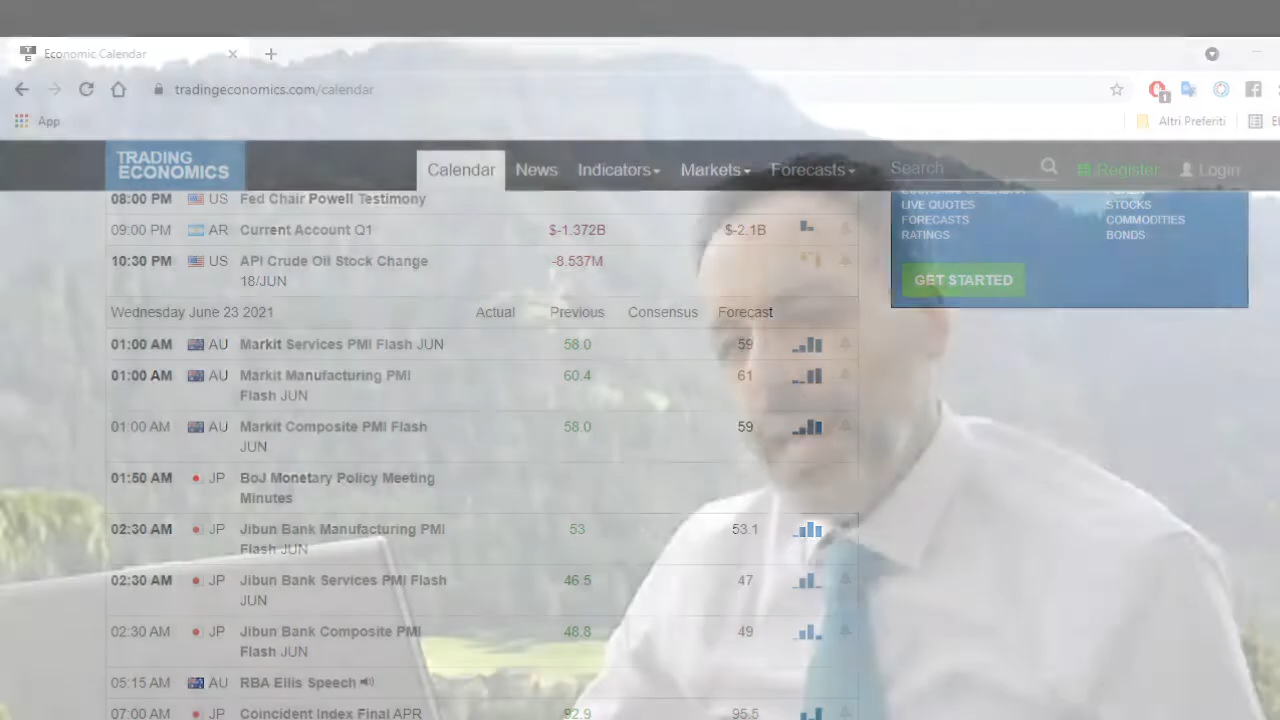 Economic Calendar
tradingeconomics.com/calendar
App
Altri Preferiti
TRADING
ECONOMICS
Calendar News Indicators Markets Forecasts Search Register Login
08:00 PM US Fed Chair Powell Testimony
LIVE QUOTES STOCKS
FORECASTS COMMODITIES
RATINGS BONDS
GET STARTED
09:00 PM AR Current Account Q1 $-1.372B $-2.1B
10:30 PM US API Crude Oil Stock Change -8.537M
18/JUN
Wednesday June 23 2021 Actual Previous Consensus Forecast
01:00 AM AU Markit Services PMI Flash JUN 58.0 59
01:00 AM AU Markit Manufacturing PMI 60.4 61
Flash JUN
01:00 AM AU Markit Composite PMI Flash 58.0 59
JUN
01:50 AM JP BoJ Monetary Policy Meeting
Minutes
02:30 AM JP Jibun Bank Manufacturing PMI 53 53.1
Flash JUN
02:30 AM JP Jibun Bank Services PMI Flash 46.5 47
JUN
02:30 AM JP Jibun Bank Composite PMI 48.8 49
Flash JUN
05:15 AM AU RBA Ellis Speech
07:00 AM JP Coincident Index Final APR 92.9 95.5